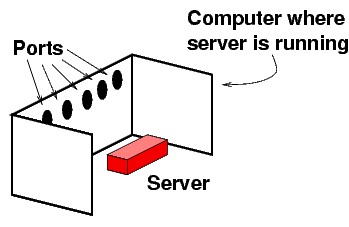 Computer where
server is running
Ports
Server